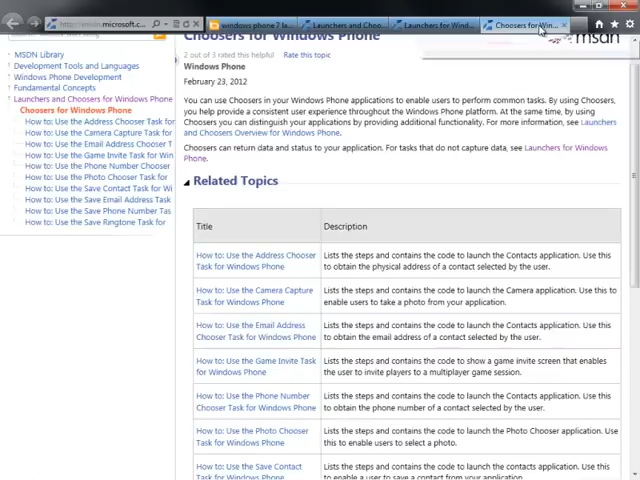 http://msdn.microsoft.c...
windows phone 7 la...
Launchers and Choo...
Launchers for Wind...
Choosers for Win...
msdn
Choosers for Windows Phone
2 out of 3 rated this helpful Rate this topic
MSDN Library
Development Tools and Languages
Windows Phone Development
Fundamental Concepts
Launchers and Choosers for Windows Phone
Choosers for Windows Phone
How to: Use the Address Chooser Task for
How to: Use the Camera Capture Task for
How to: Use the Email Address Chooser T
How to: Use the Game Invite Task for Win
How to: Use the Phone Number Chooser
How to: Use the Photo Chooser Task for
How to: Use the Save Contact Task for Wi
How to: Use the Save Email Address Task
How to: Use the Save Phone Number Tas
How to: Use the Save Ringtone Task for
Windows Phone
February 23, 2012
You can use Choosers in your Windows Phone applications to enable users to perform common tasks. By using Choosers,
you help provide a consistent user experience throughout the Windows Phone platform. At the same time, by using
Choosers you can distinguish your applications by providing additional functionality. For more information, see Launchers
and Choosers Overview for Windows Phone.
Choosers can return data and status to your application. For tasks that do not capture data, see Launchers for Windows
Phone.
Related Topics
Title Description
How to: Use the Address Chooser
Task for Windows Phone
Lists the steps and contains the code to launch the Contacts application. Use this
to obtain the physical address of a contact selected by the user.
How to: Use the Camera Capture
Task for Windows Phone
Lists the steps and contains the code to launch the Camera application. Use this to
enable users to take a photo from your application.
How to: Use the Email Address
Chooser Task for Windows Phone
Lists the steps and contains the code to launch the Contacts application. Use this
to obtain the email address of a contact selected by the user.
How to: Use the Game Invite Task
for Windows Phone
Lists the steps and contains the code to show a game invite screen that enables
the user to invite players to a multiplayer game session.
How to: Use the Phone Number
Chooser Task for Windows Phone
Lists the steps and contains the code to launch the Contacts application. Use this
to obtain the phone number of a contact selected by the user.
How to: Use the Photo Chooser
Task for Windows Phone
Lists the steps and contains the code to launch the Photo Chooser application. Use
this to enable users to select a photo.
How to: Use the Save Contact
Task for Windows Phone
Lists the steps and contains the code to launch the contacts application. Use this
to enable a user to save a contact